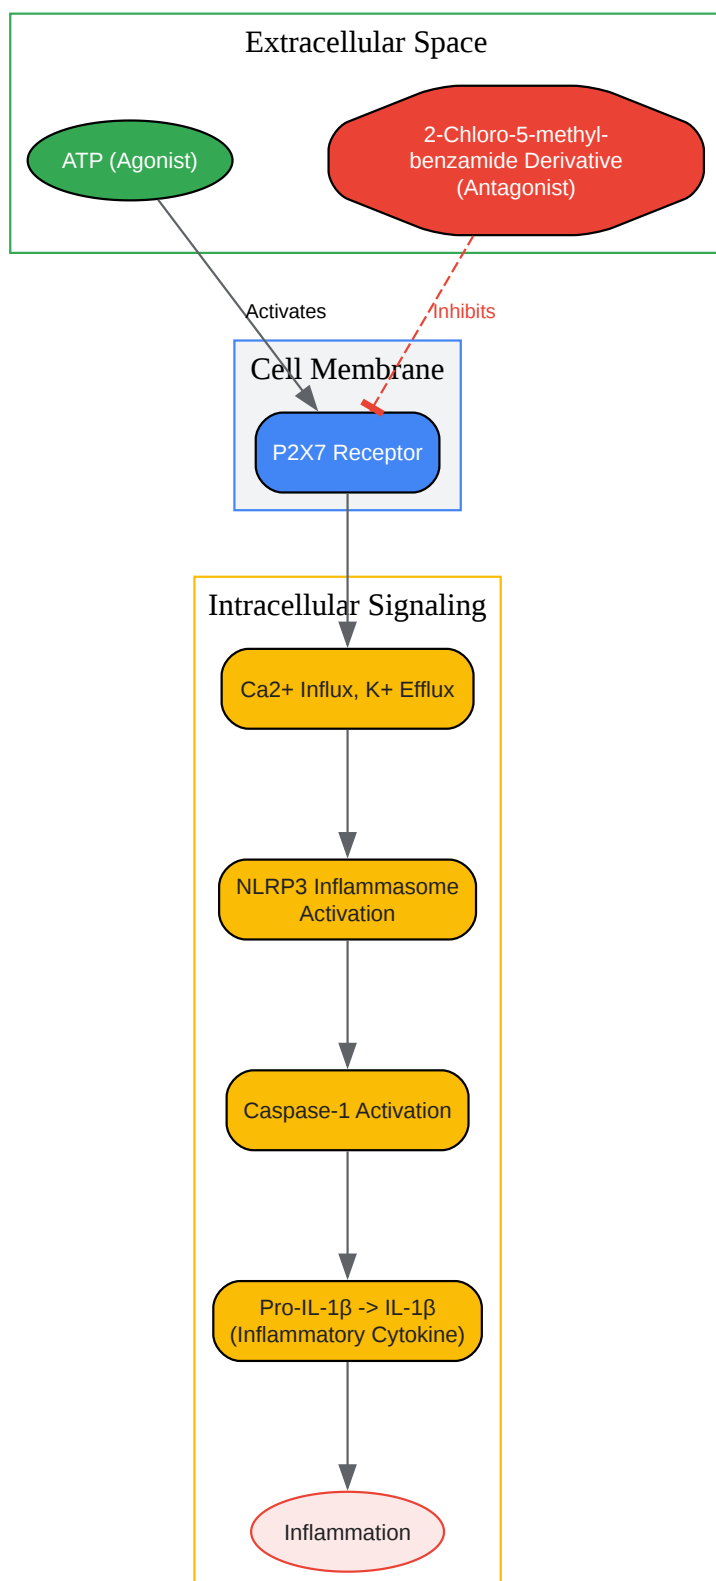 Extracellular Space
ATP (Agonist)
2-Chloro-5-methyl-
benzamide Derivative
(Antagonist)
Activates
Inhibits
Cell Membrane
P2X7 Receptor
Intracellular Signaling
Ca2+ Influx, K+ Efflux
NLRP3 Inflammasome
Activation
Caspase-1 Activation
Pro-IL-1β -> IL-1β
(Inflammatory Cytokine)
Inflammation